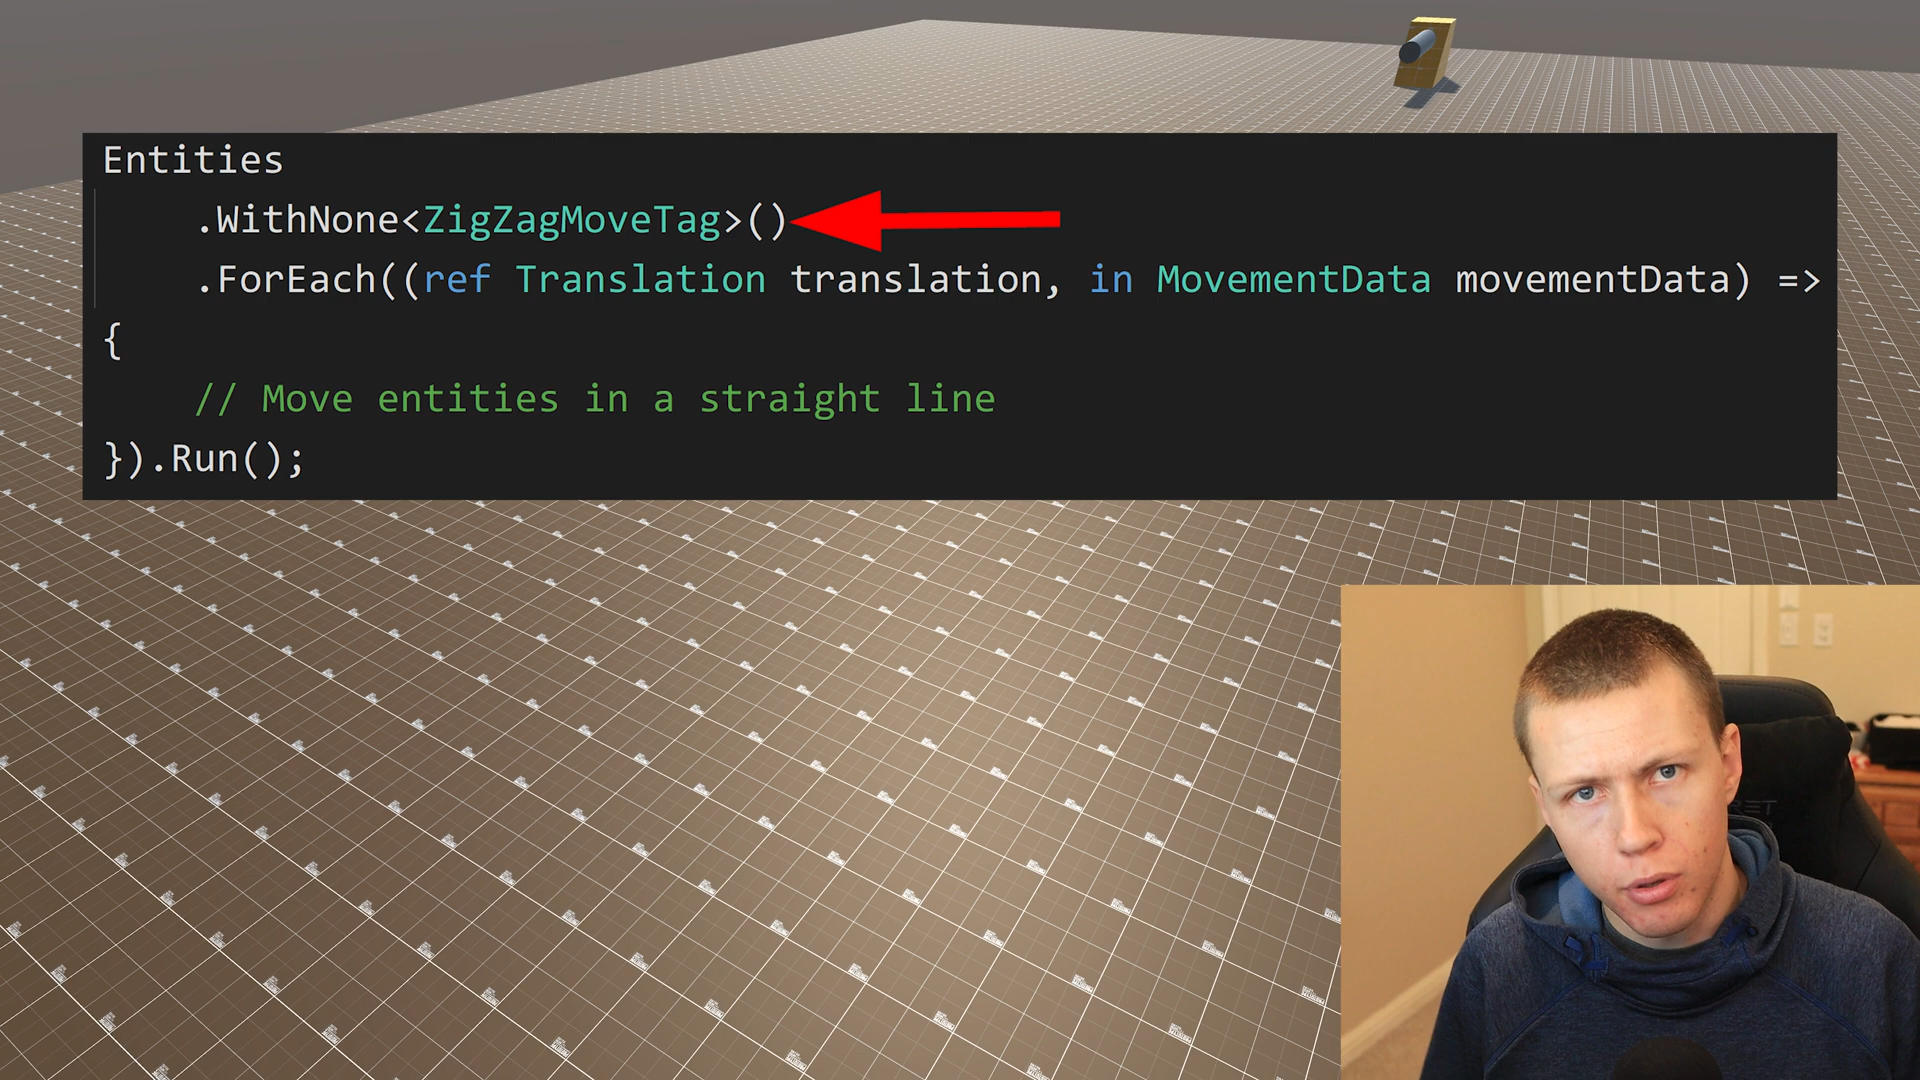 Entities
.WithNone<ZigZagMoveTag>()
.ForEach((ref Translation translation, in MovementData movementData) =>
{
// Move entities in a straight line
}).Run();